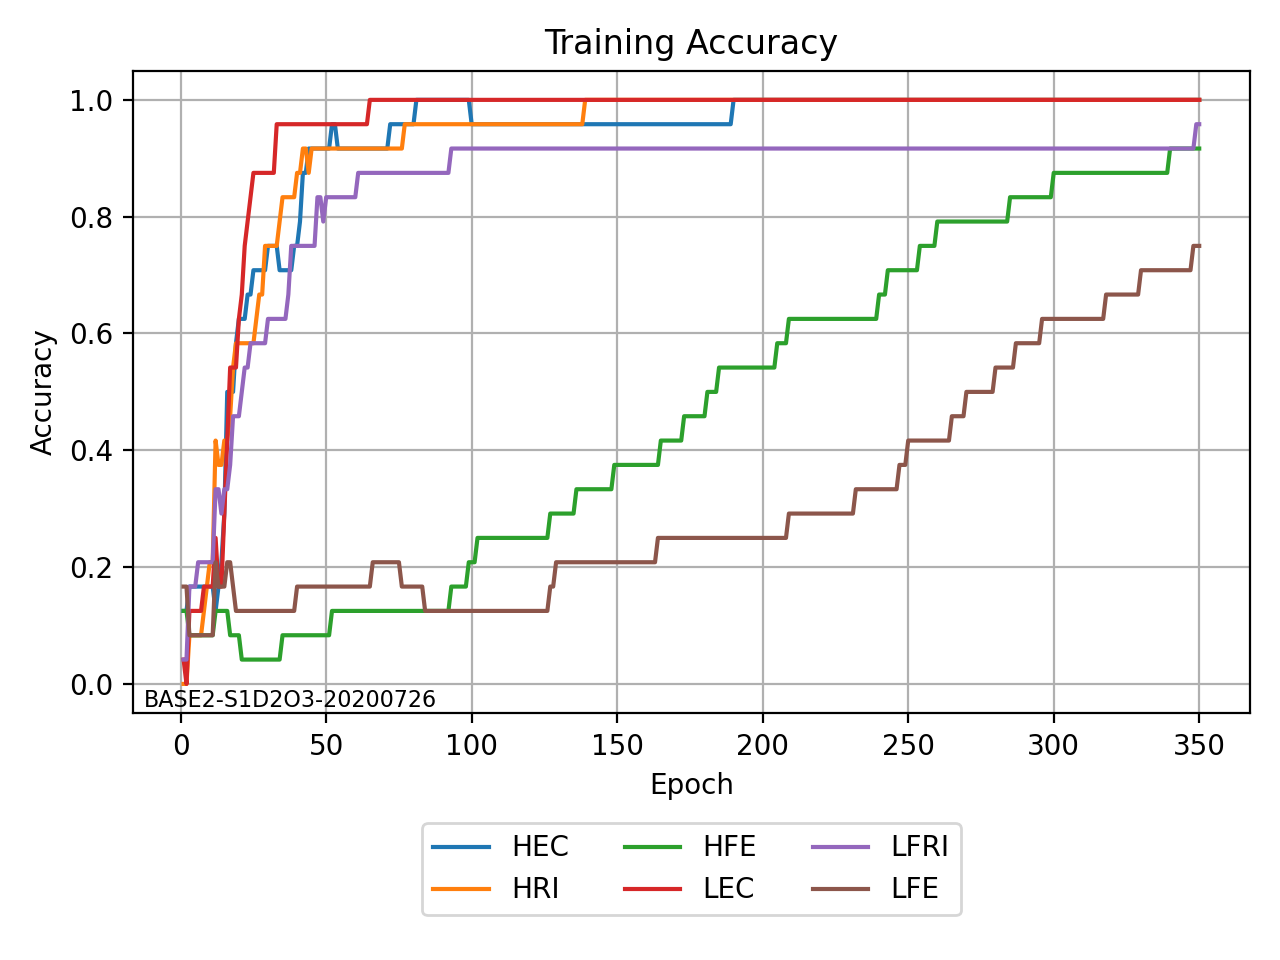 Training Accuracy
1.0
0.8
0.6
0.4
0.2
0.0
Accuracy
BASE2-S1D2O3-20200726
0 50 100 150 200 250 300 350
Epoch
HEC HFE LFRI
HRI LEC LFE